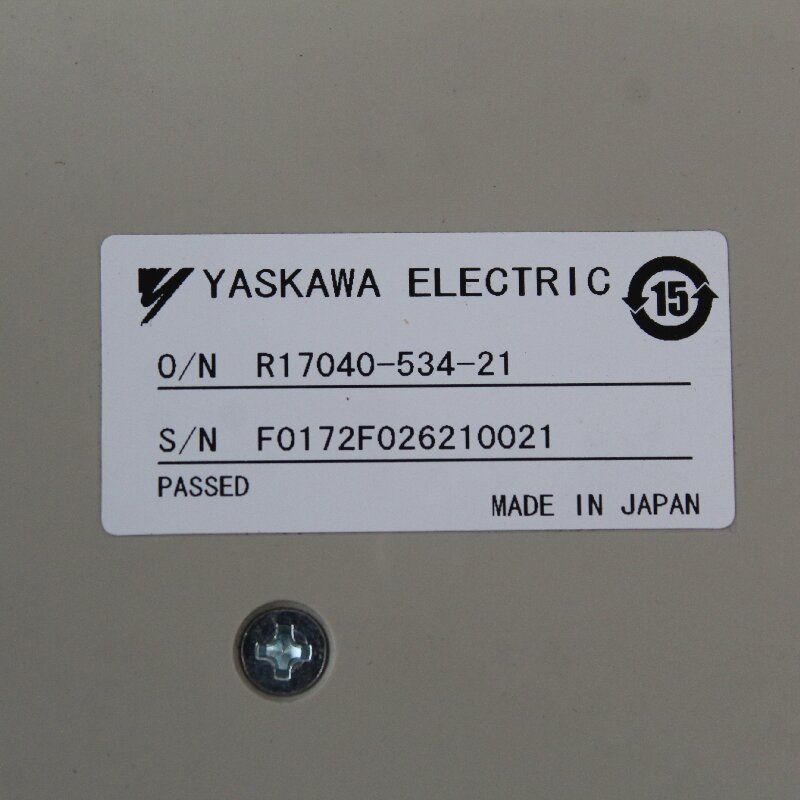 YASKAWA ELECTRIC 15
O/N R17040-534-21
S/N F0172F026210021
PASSED
MADE IN JAPAN